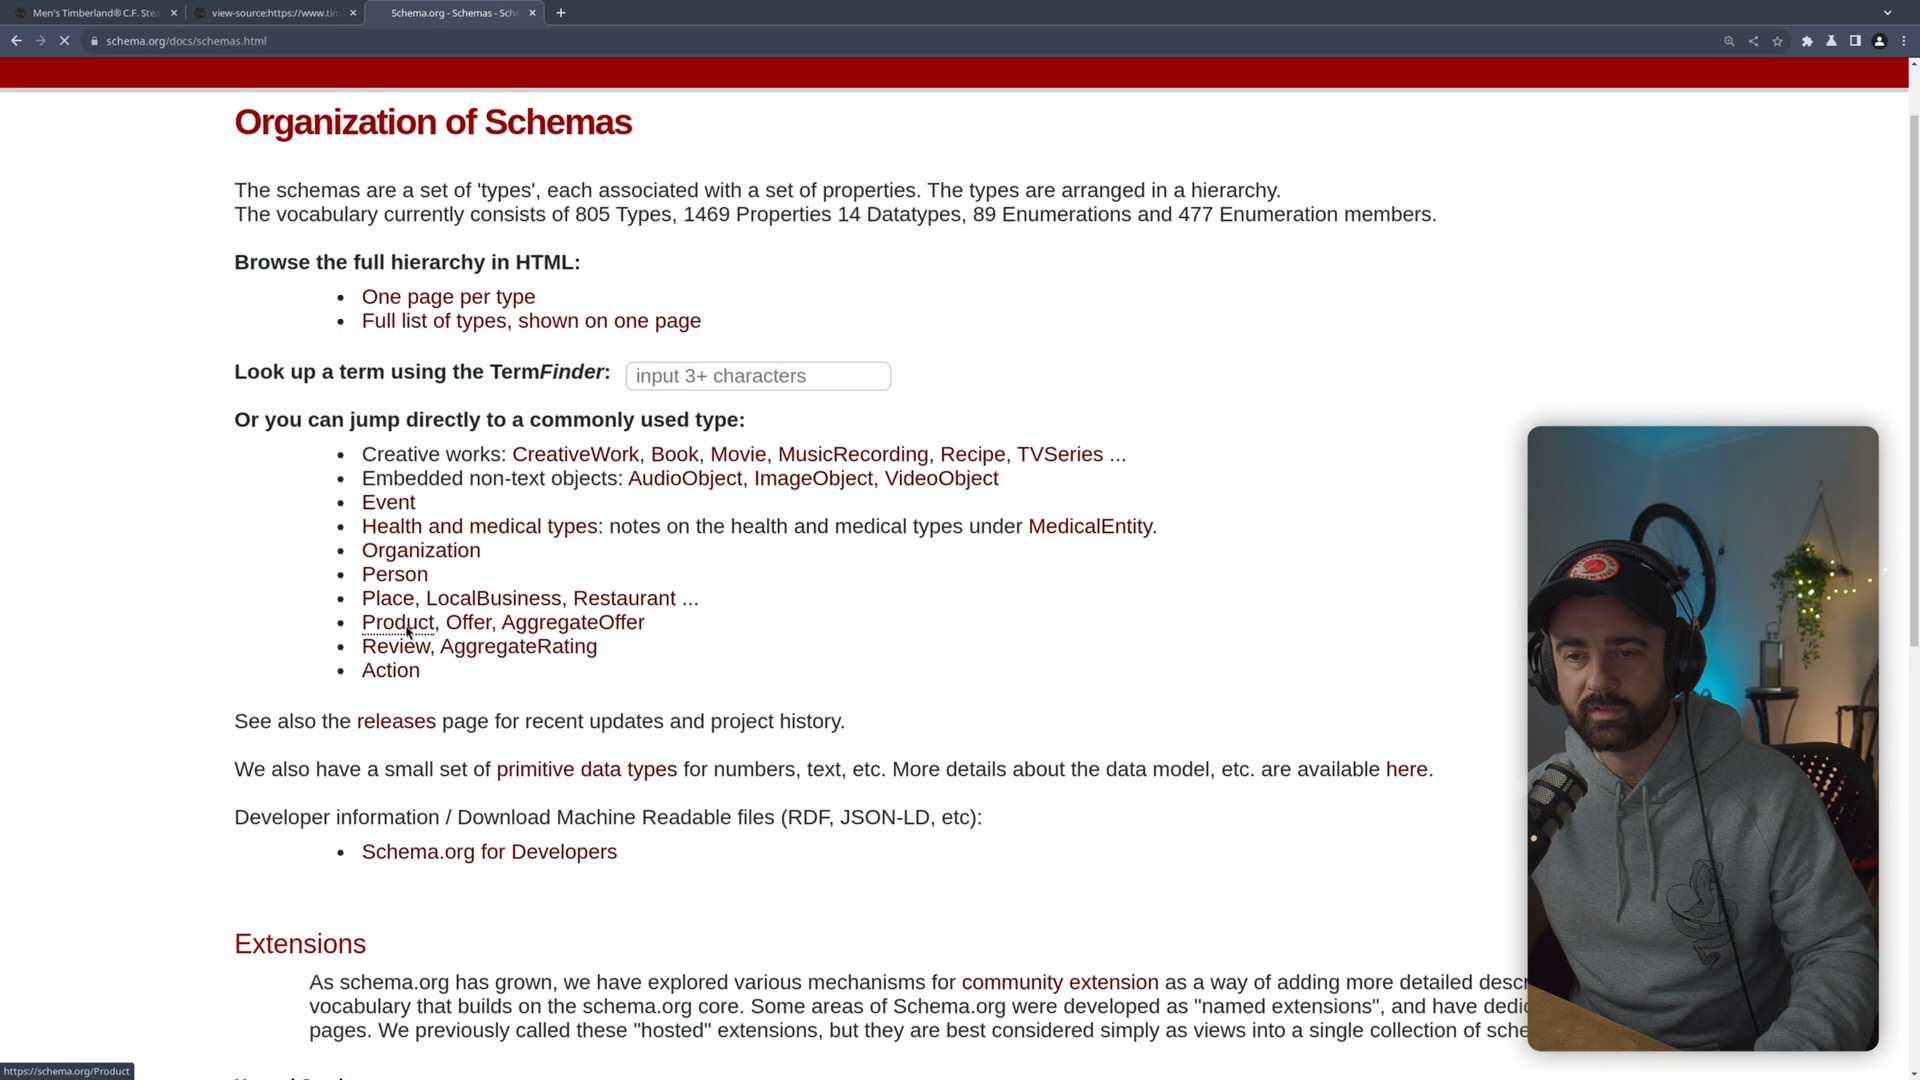 Men's Timberland® C.F. Stea
view-source:https://www.tim
Schema.org - Schemas - Sche
schema.org/docs/schemas.html
Organization of Schemas
The schemas are a set of 'types', each associated with a set of properties. The types are arranged in a hierarchy.
The vocabulary currently consists of 805 Types, 1469 Properties 14 Datatypes, 89 Enumerations and 477 Enumeration members.
Browse the full hierarchy in HTML:
• One page per type
• Full list of types, shown on one page
Look up a term using the TermFinder: input 3+ characters
Or you can jump directly to a commonly used type:
• Creative works: CreativeWork, Book, Movie, MusicRecording, Recipe, TVSeries ...
• Embedded non-text objects: AudioObject, ImageObject, VideoObject
• Event
• Health and medical types: notes on the health and medical types under MedicalEntity.
• Organization
• Person
• Place, LocalBusiness, Restaurant ...
• Product, Offer, AggregateOffer
• Review, AggregateRating
• Action
See also the releases page for recent updates and project history.
We also have a small set of primitive data types for numbers, text, etc. More details about the data model, etc. are available here.
Developer information / Download Machine Readable files (RDF, JSON-LD, etc):
• Schema.org for Developers
Extensions
As schema.org has grown, we have explored various mechanisms for community extension as a way of adding more detailed descr
vocabulary that builds on the schema.org core. Some areas of Schema.org were developed as "named extensions", and have dedic
pages. We previously called these "hosted" extensions, but they are best considered simply as views into a single collection of sche
https://schema.org/Product